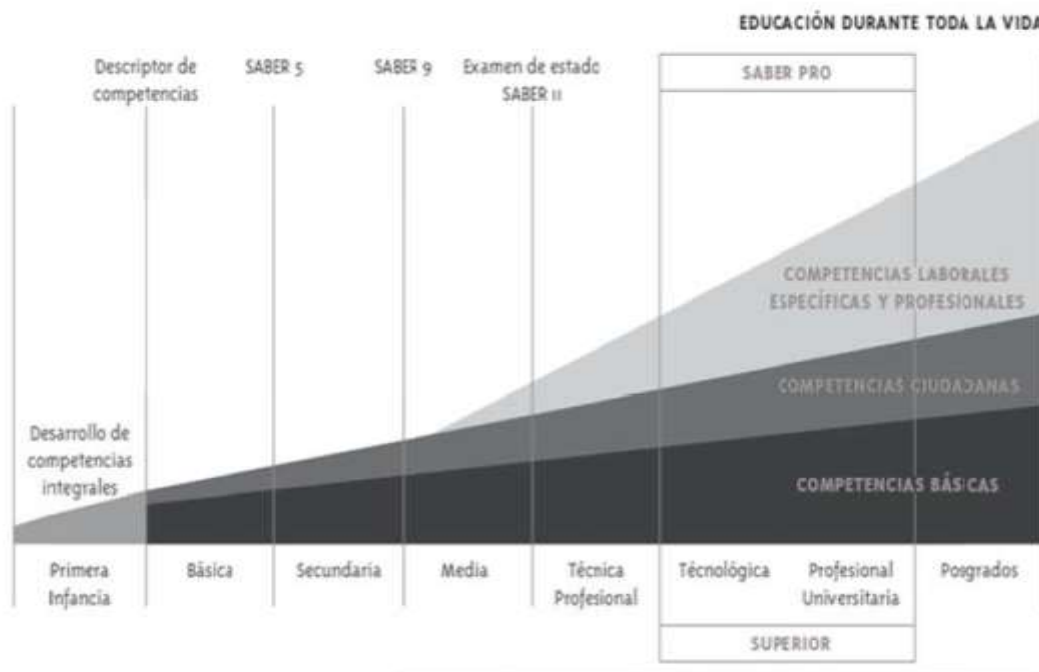 EDUCACIÓN DURANTE TODA LA VIDA
Descriptor de
competencias
SABER 5
SABER 9
Examen de estado
SABER 11
SABER PRO
COMPETENCIAS LABORALES
ESPECÍFICAS Y PROFESIONALES
COMPETENCIAS CIUDADANAS
COMPETENCIAS BÁSICAS
Desarrollo de
competencias
integrales
Primera
Infancia
Básica
Secundaria
Media
Técnica
Profesional
Técnológica
Profesional
Universitaria
Posgrados
SUPERIOR